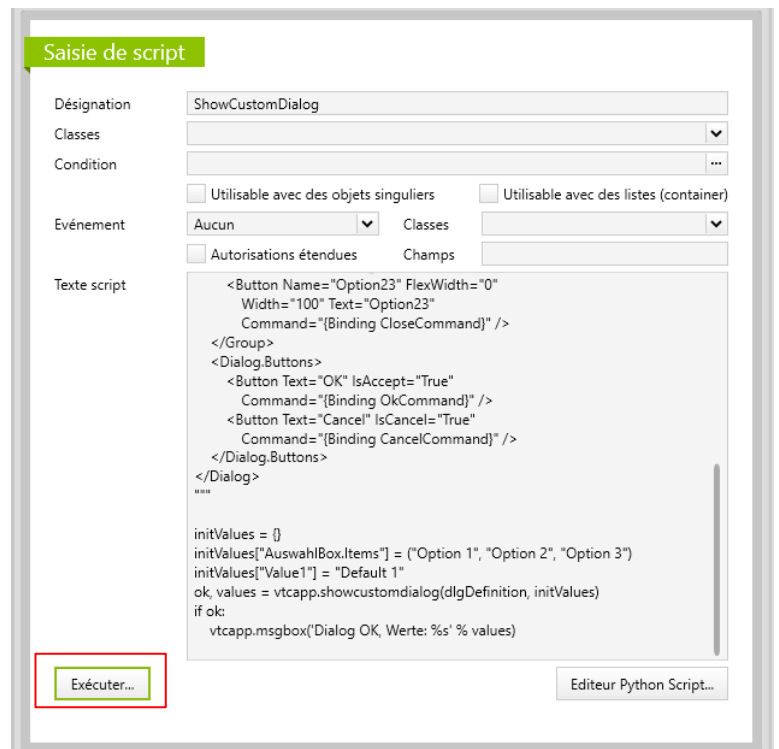 Saisie de script
Désignation ShowCustomDialog
Classes
Condition ...
Utilisable avec des objets singuliers Utilisable avec des listes (container)
Evénement Aucun Classes
Autorisations étendues Champs
Texte script <Button Name="Option23" FlexWidth="0"
Width="100" Text="Option23"
Command="{Binding CloseCommand}" />
</Group>
<Dialog.Buttons>
<Button Text="OK" IsAccept="True"
Command="{Binding OkCommand}" />
<Button Text="Cancel" IsCancel="True"
Command="{Binding CancelCommand}" />
</Dialog.Buttons>
</Dialog>
"""
initValues = {}
initValues["AuswahlBox.Items"] = ("Option 1", "Option 2", "Option 3")
initValues["Value1"] = "Default 1"
ok, values = vtcapp.showcustomdialog(dlgDefinition, initValues)
if ok:
vtcapp.msgbox('Dialog OK, Werte: %s' % values)
Exécuter... Editeur Python Script...